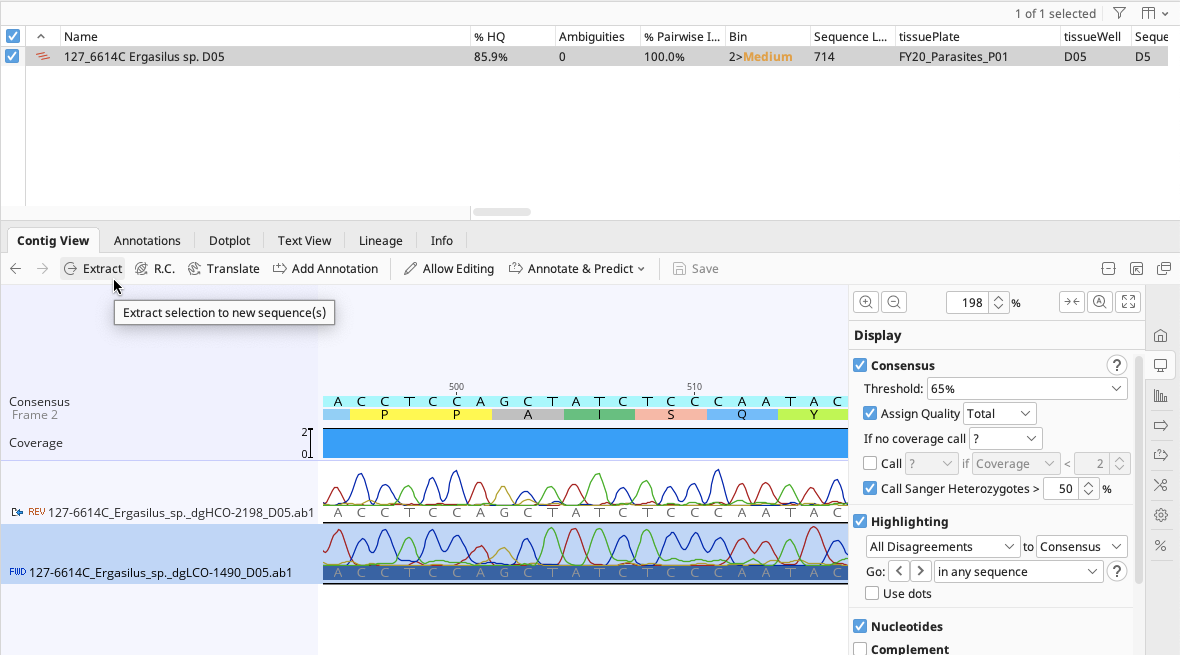 1 of 1 selected
Name % HQ Ambiguities % Pairwise I... Bin Sequence L... tissuePlate tissueWell Seque
127_6614C Ergasilus sp. D05 85.9% 0 100.0% 2>Medium 714 FY20_Parasites_P01 D05 D5
Contig View Annotations Dotplot Text View Lineage Info
Extract R.C. Translate Add Annotation Allow Editing Annotate & Predict Save
Extract selection to new sequence(s)
198 %
Display
Consensus ?
Threshold: 65%
Assign Quality Total
If no coverage call ?
Call ? if Coverage < 2
Call Sanger Heterozygotes > 50 %
Highlighting
All Disagreements to Consensus
Go: in any sequence ?
Use dots
Nucleotides
Complement
500 510
Consensus A C C T C C A G C T A T C T C C C A A T A C
Frame 2 P P A I S Q Y
Coverage 2
0
REV 127-6614C_Ergasilus_sp._dgHCO-2198_D05.ab1 A C C T C C A G C T A T C T C C C A A T A C
FWD 127-6614C_Ergasilus_sp._dgLCO-1490_D05.ab1 A C C T C C A G C T A T C T C C C A A T A C